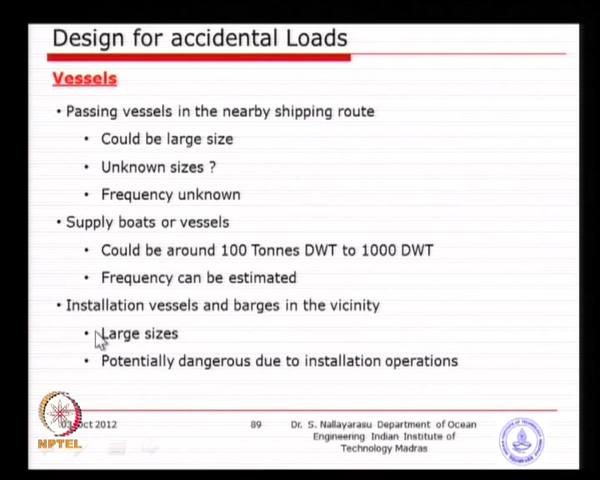 Design for accidental Loads
Vessels
• Passing vessels in the nearby shipping route
• Could be large size
• Unknown sizes ?
• Frequency unknown
• Supply boats or vessels
• Could be around 100 Tonnes DWT to 1000 DWT
• Frequency can be estimated
• Installation vessels and barges in the vicinity
• Large sizes
• Potentially dangerous due to installation operations
03 Oct 2012
89
Dr. S. Nallayarasu Department of Ocean
Engineering Indian Institute of
Technology Madras
NPTEL